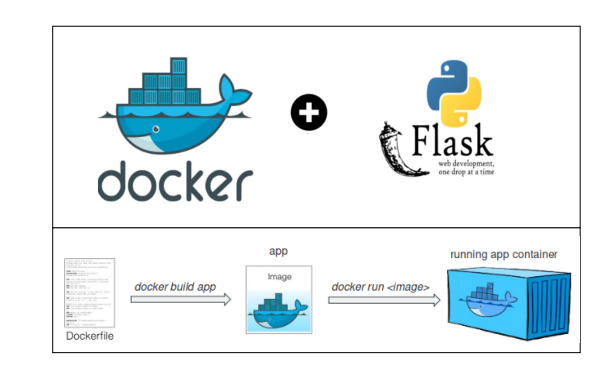 docker
Flask
web development,
one drop at a time
app
running app container
Image
docker build app
docker run <image>
Dockerfile